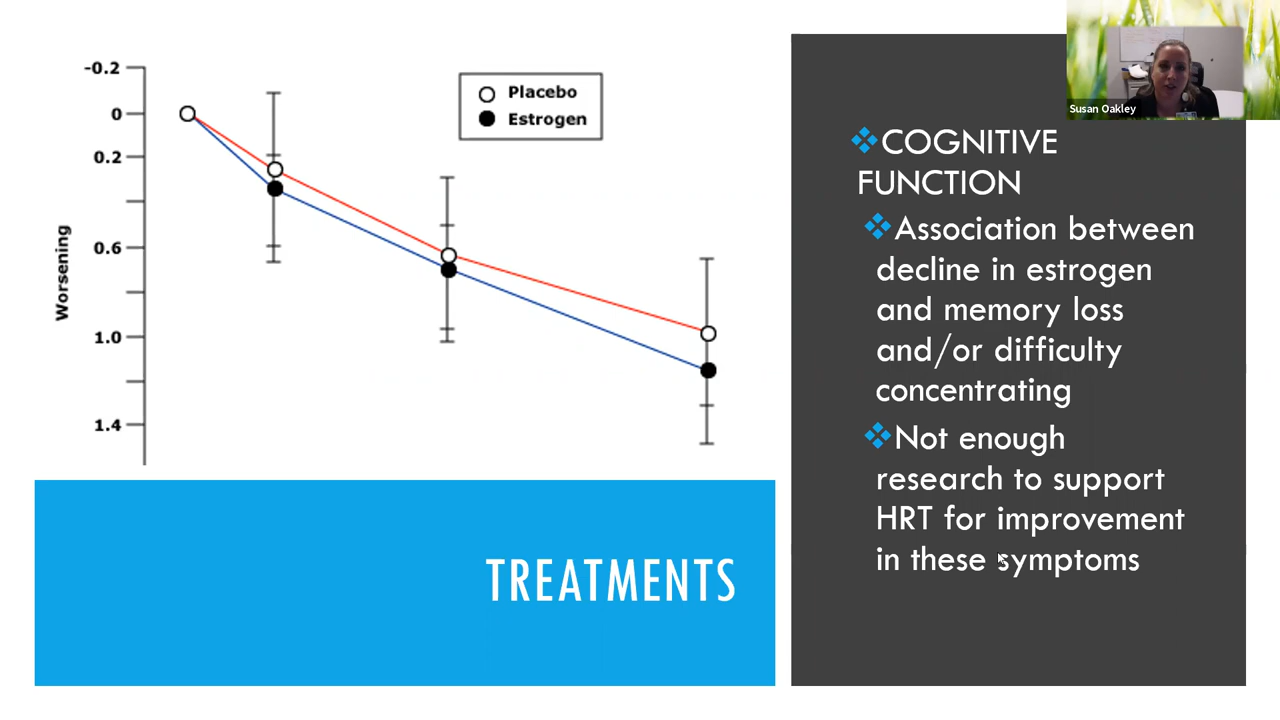 -0.2
0
0.2
0.6
1.0
1.4
Worsening
Placebo
Estrogen
TREATMENTS
Susan Oakley
COGNITIVE
FUNCTION
Association between
decline in estrogen
and memory loss
and/or difficulty
concentrating
Not enough
research to support
HRT for improvement
in these symptoms